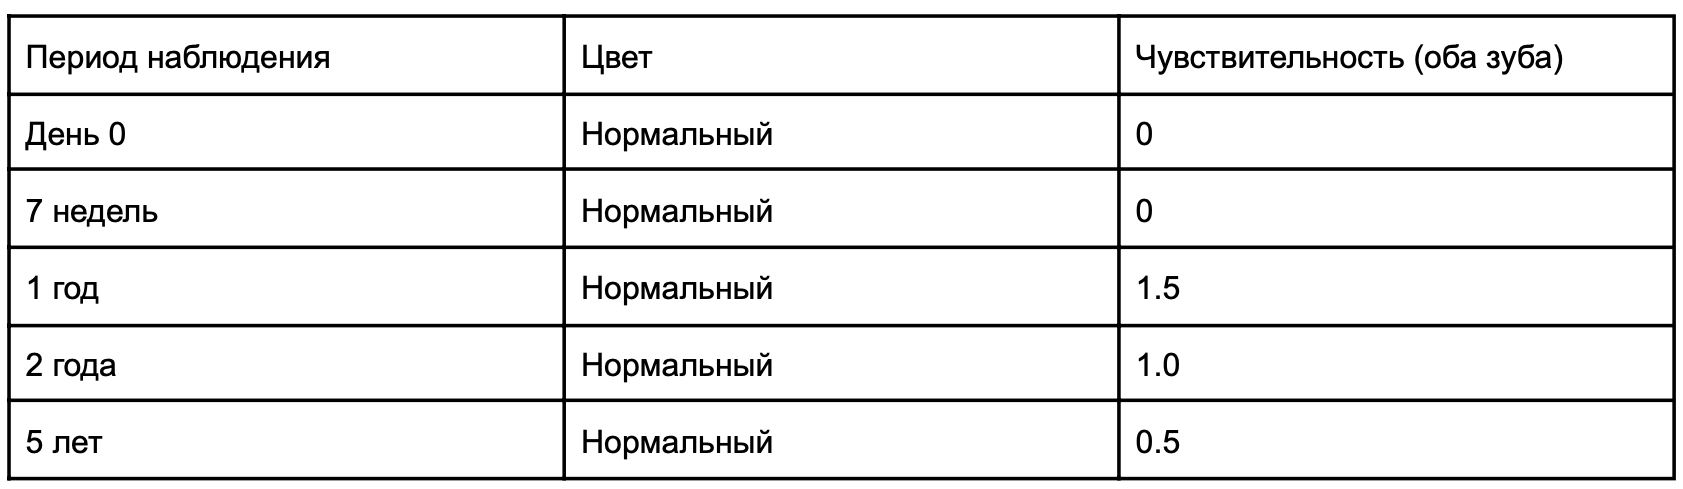 Период наблюдения Цвет Чувствительность (оба зуба)
День 0 Нормальный 0
7 недель Нормальный 0
1 год Нормальный 1.5
2 года Нормальный 1.0
5 лет Нормальный 0.5